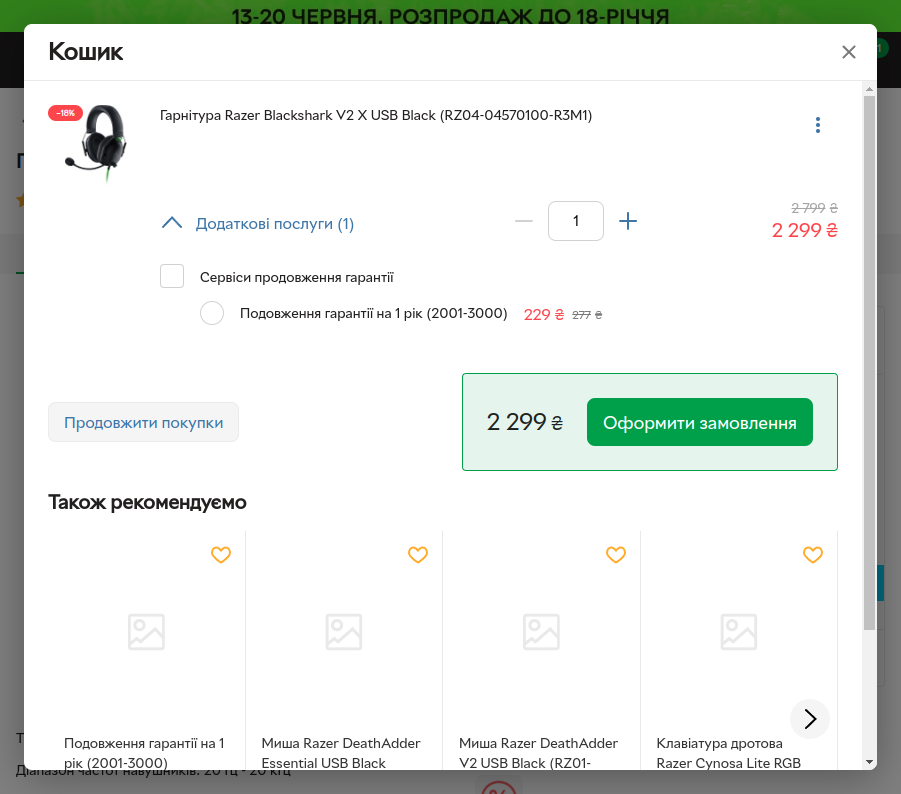 13-20 ЧЕРВНЯ. РОЗПРОДАЖ ДО 18-РІЧЧЯ
Кошик
1
-18%
Гарнітура Razer Blackshark V2 X USB Black (RZ04-04570100-R3M1)
Додаткові послуги (1)
1
2 799 ₴
2 299 ₴
Сервіси продовження гарантії
Подовження гарантії на 1 рік (2001-3000) 229 ₴ 277 ₴
Продовжити покупки
2 299 ₴
Оформити замовлення
Також рекомендуємо
Подовження гарантії на 1
рік (2001-3000)
Миша Razer DeathAdder
Essential USB Black
Миша Razer DeathAdder
V2 USB Black (RZ01-
Клавіатура дротова
Razer Cynosa Lite RGB
Діапазон частот навушників: 20 Гц - 20 кГц